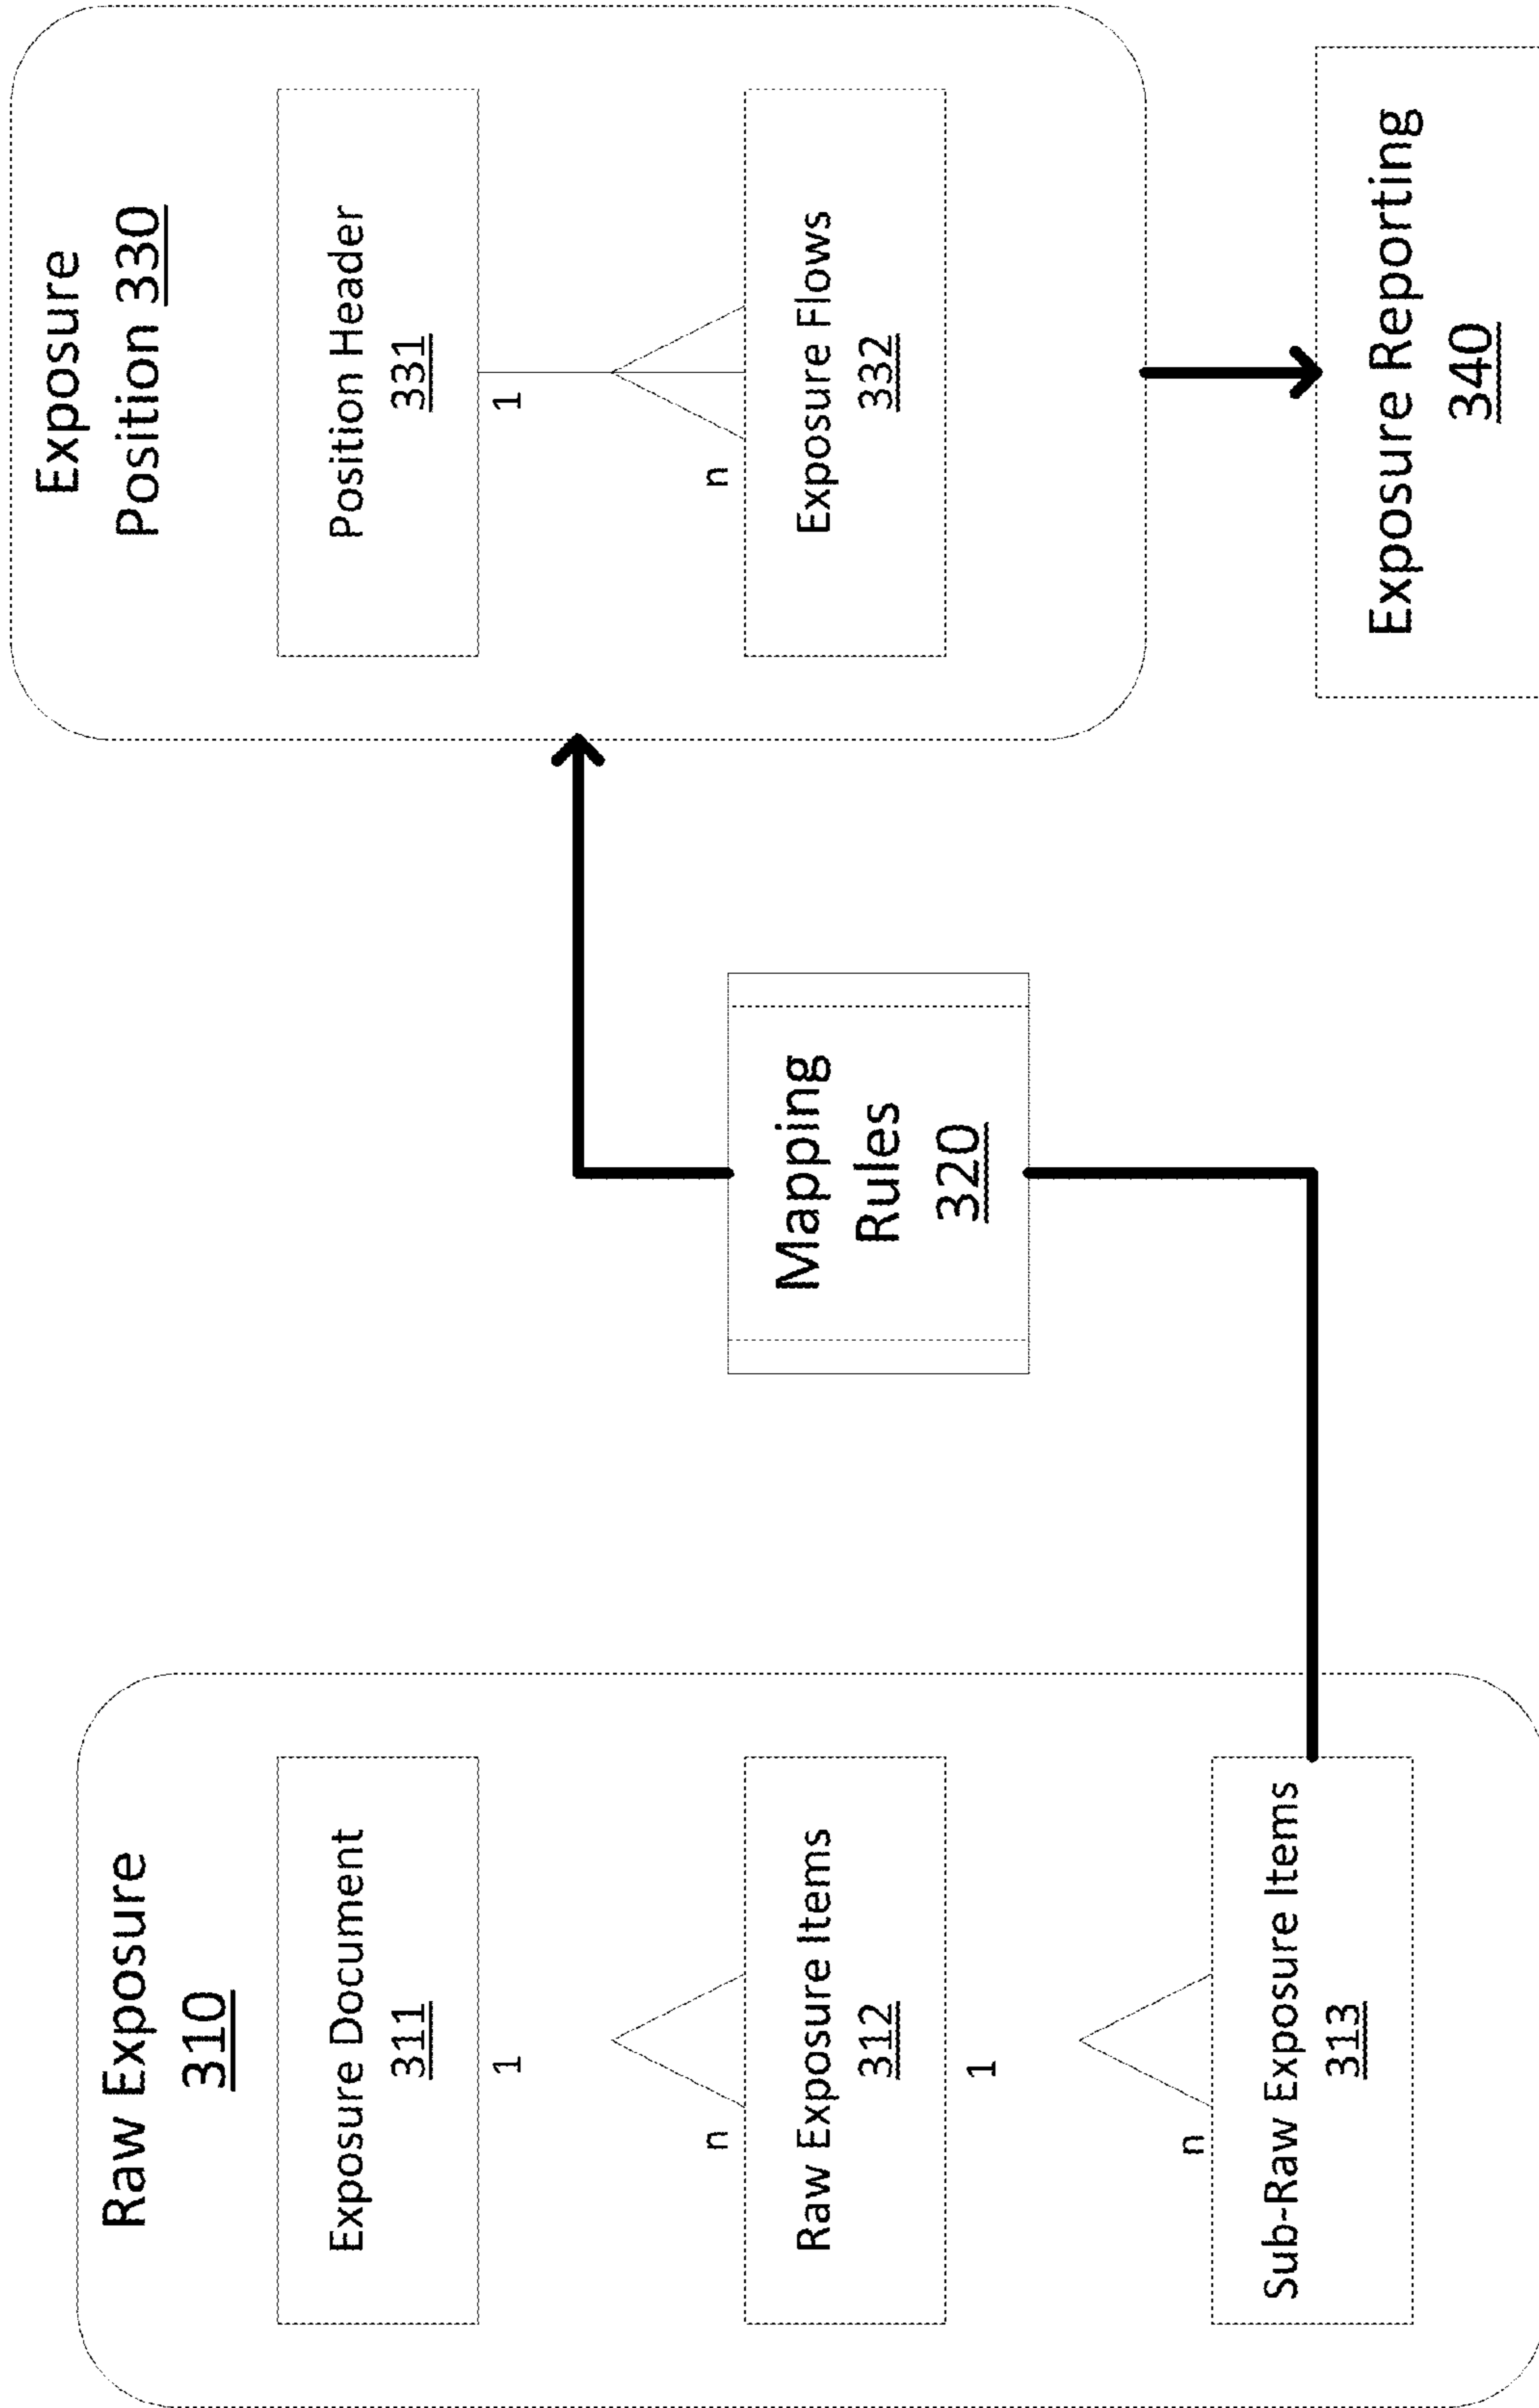 Raw Exposure
310
Exposure Document
311
1
n
Raw Exposure Items
312
1
n
Sub-Raw Exposure Items
313
Mapping
Rules
320
Exposure
Position 330
Position Header
331
1
n
Exposure Flows
332
Exposure Reporting
340